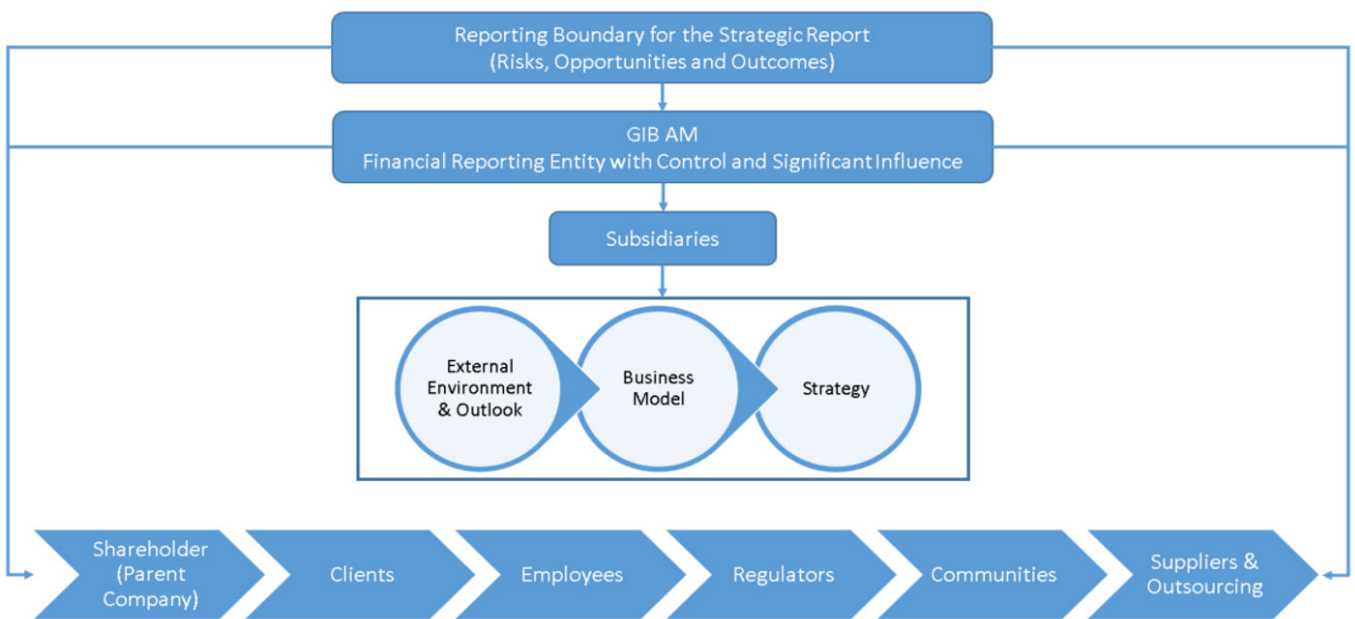 Reporting Boundary for the Strategic Report
(Risks, Opportunities and Outcomes)
GIB AM
Financial Reporting Entity with Control and Significant Influence
Subsidiaries
External
Environment
& Outlook
Business
Model
Strategy
Shareholder
(Parent
Company)
Clients
Employees
Regulators
Communities
Suppliers &
Outsourcing